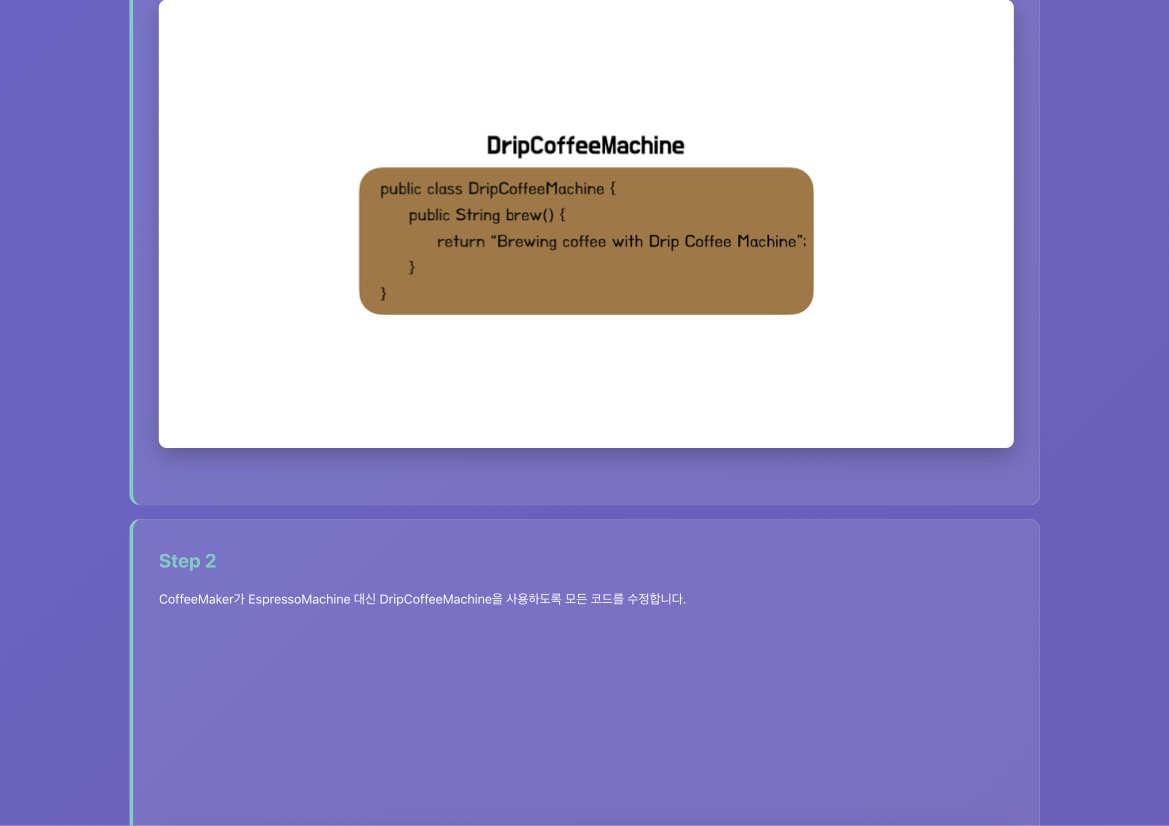 DripCoffeeMachine
public class DripCoffeeMachine {
public String brew() {
return “Brewing coffee with Drip Coffee Machine”;
}
}
Step 2
CoffeeMaker가 EspressoMachine 대신 DripCoffeeMachine을 사용하도록 모든 코드를 수정합니다.